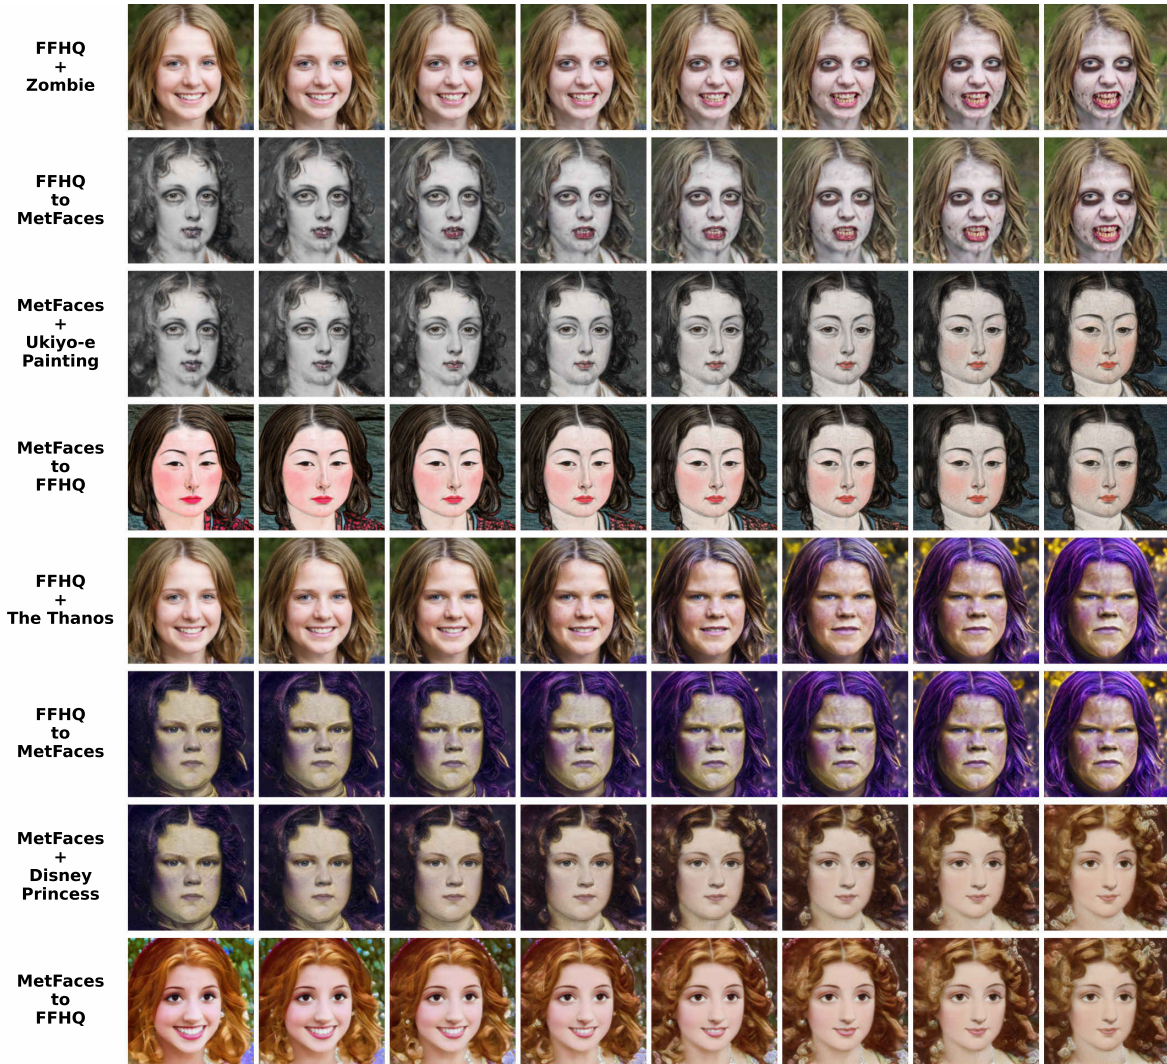 FFHQ
+
Zombie
FFHQ
to
MetFaces
MetFaces
+
Ukiyo-e
Painting
MetFaces
to
FFHQ
FFHQ
+
The Thanos
FFHQ
to
MetFaces
MetFaces
+
Disney
Princess
MetFaces
to
FFHQ